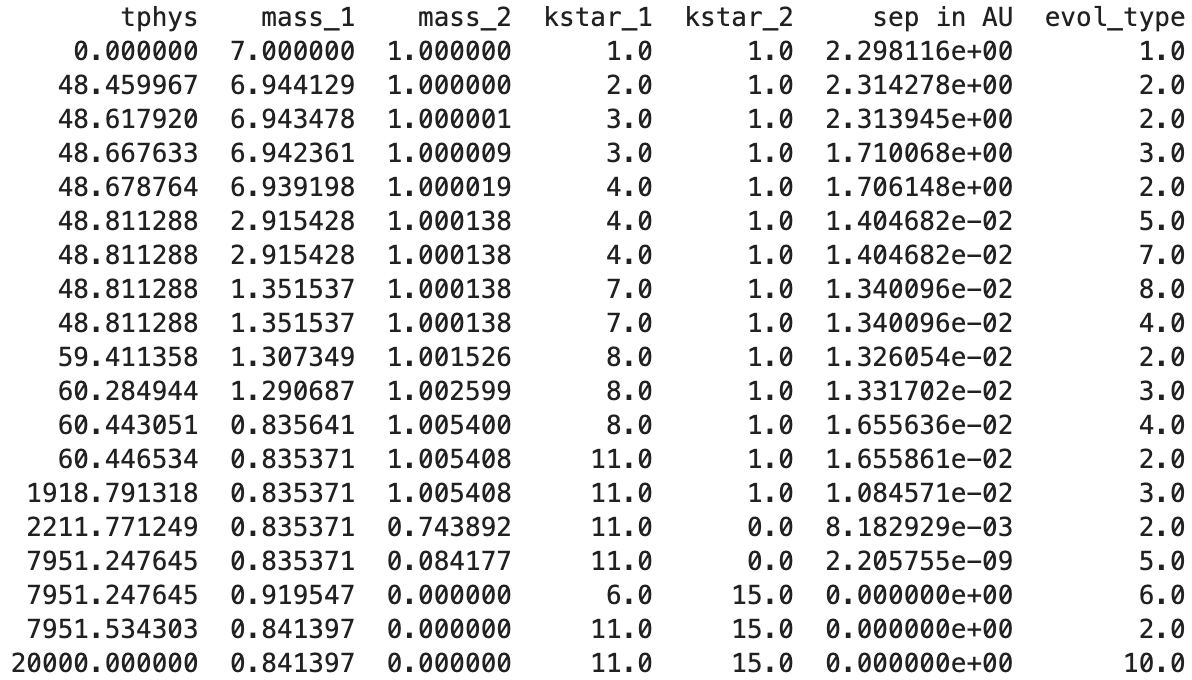 tphys mass_1 mass_2 kstar_1 kstar_2 sep in AU evol_type
0.000000 7.000000 1.000000 1.0 1.0 2.298116e+00 1.0
48.459967 6.944129 1.000000 2.0 1.0 2.314278e+00 2.0
48.617920 6.943478 1.000001 3.0 1.0 2.313945e+00 2.0
48.667633 6.942361 1.000009 3.0 1.0 1.710068e+00 3.0
48.678764 6.939198 1.000019 4.0 1.0 1.706148e+00 2.0
48.811288 2.915428 1.000138 4.0 1.0 1.404682e-02 5.0
48.811288 2.915428 1.000138 4.0 1.0 1.404682e-02 7.0
48.811288 1.351537 1.000138 7.0 1.0 1.340096e-02 8.0
48.811288 1.351537 1.000138 7.0 1.0 1.340096e-02 4.0
59.411358 1.307349 1.001526 8.0 1.0 1.326054e-02 2.0
60.284944 1.290687 1.002599 8.0 1.0 1.331702e-02 3.0
60.443051 0.835641 1.005400 8.0 1.0 1.655636e-02 4.0
60.446534 0.835371 1.005408 11.0 1.0 1.655861e-02 2.0
1918.791318 0.835371 1.005408 11.0 1.0 1.084571e-02 3.0
2211.771249 0.835371 0.743892 11.0 0.0 8.182929e-03 2.0
7951.247645 0.835371 0.084177 11.0 0.0 2.205755e-09 5.0
7951.247645 0.919547 0.000000 6.0 15.0 0.000000e+00 6.0
7951.534303 0.841397 0.000000 11.0 15.0 0.000000e+00 2.0
20000.000000 0.841397 0.000000 11.0 15.0 0.000000e+00 10.0